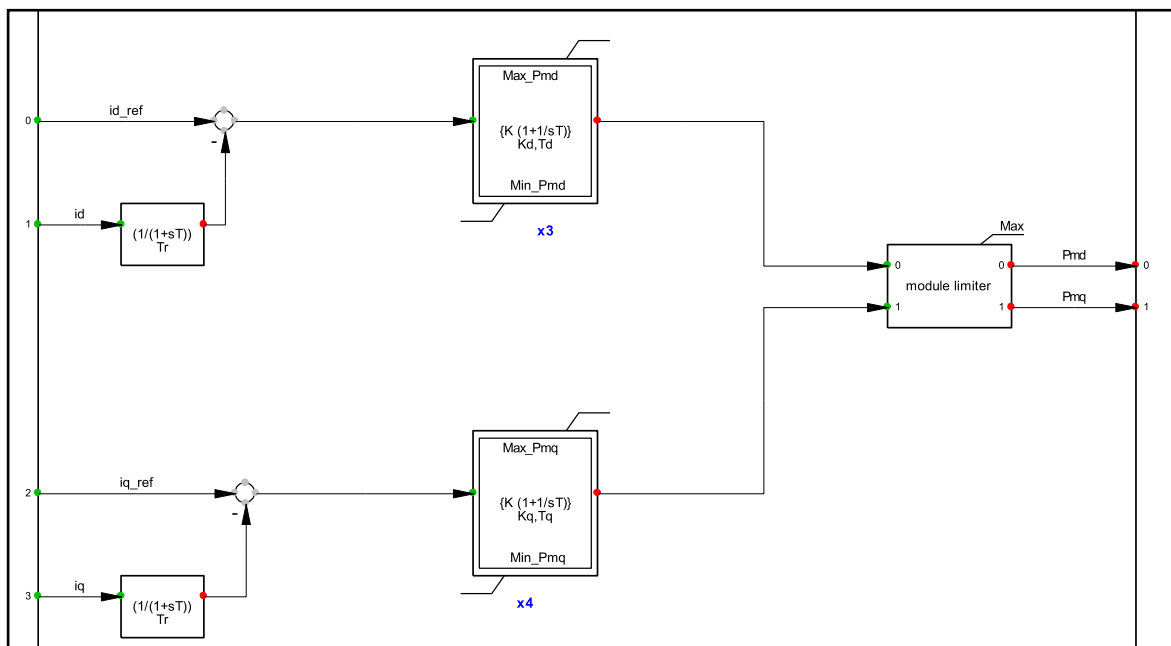 Max_Pmd
0
id_ref
-
{K (1+1/sT)}
Kd,Td
Min_Pmd
x3
1
id
(1/(1+sT))
Tr
Max
0
0
Pmd
0
module limiter
1
1
Pmq
1
Max_Pmq
2
iq_ref
-
{K (1+1/sT)}
Kq,Tq
Min_Pmq
x4
3
iq
(1/(1+sT))
Tr